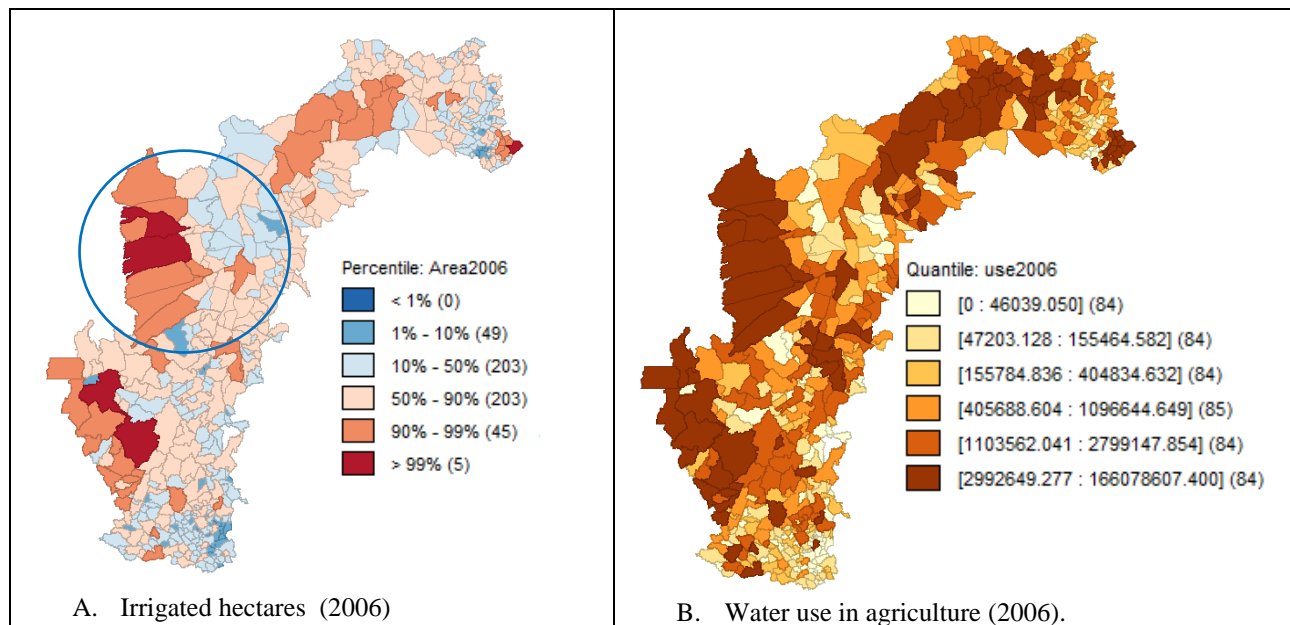 Percentile: Area2006
< 1% (0)
1% - 10% (49)
10% - 50% (203)
50% - 90% (203)
90% - 99% (45)
> 99% (5)
A. Irrigated hectares (2006)
Quantile: use2006
[0 : 46039.050] (84)
[47203.128 : 155464.582] (84)
[155784.836 : 404834.632] (84)
[405688.604 : 1096644.649] (85)
[1103562.041 : 2799147.854] (84)
[2992649.277 : 166078607.400] (84)
B. Water use in agriculture (2006).